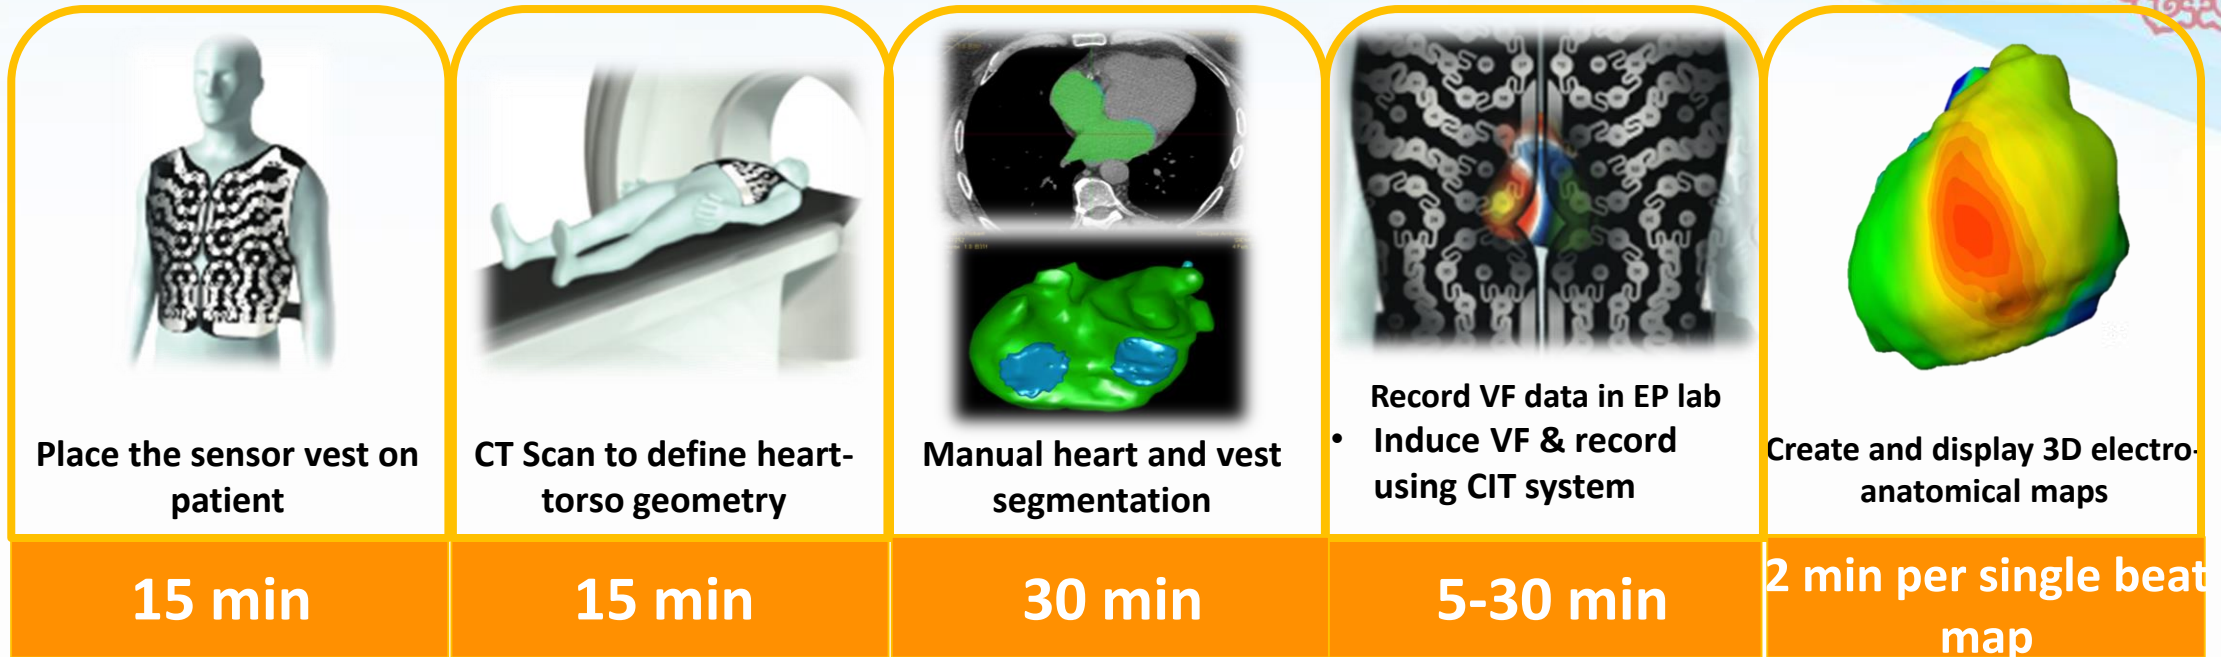 Place the sensor vest on
patient
15 min
CT Scan to define heart-
torso geometry
15 min
Manual heart and vest
segmentation
30 min
Record VF data in EP lab
• Induce VF & record
using CIT system
5-30 min
Create and display 3D electro-
anatomical maps
2 min per single beat
map